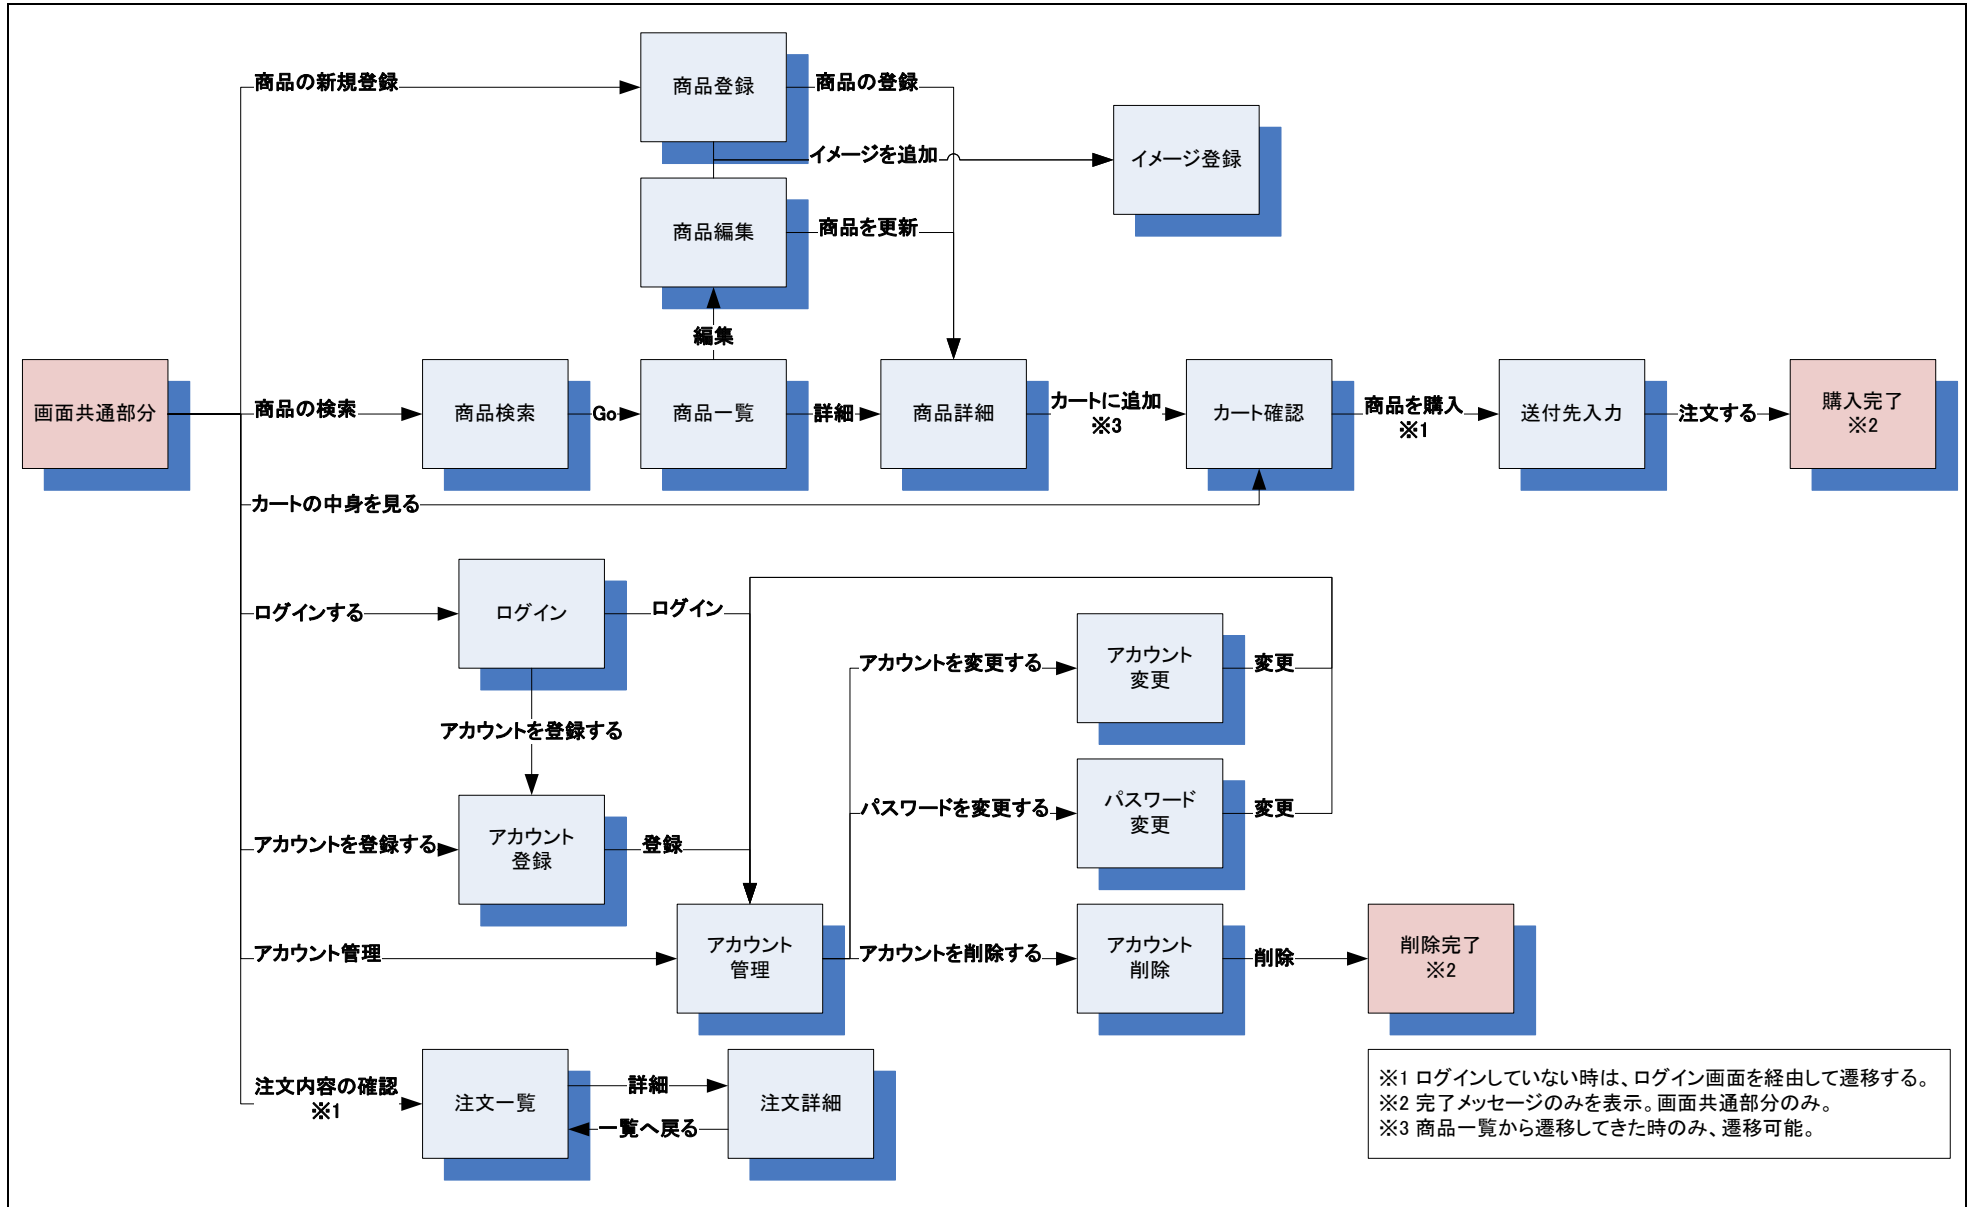 商品の新規登録
商品登録
商品の登録
イメージを追加
イメージ登録
商品編集
商品を更新
編集
画面共通部分
商品の検索
商品検索
Go
商品一覧
詳細
商品詳細
カートに追加
※3
カート確認
商品を購入
※1
送付先入力
注文する
購入完了
※2
カートの中身を見る
ログインする
ログイン
ログイン
アカウントを変更する
アカウント
変更
変更
アカウントを登録する
パスワードを変更する
パスワード
変更
変更
アカウントを登録する
アカウント
登録
登録
アカウント管理
アカウント
管理
アカウントを削除する
アカウント
削除
削除
削除完了
※2
注文内容の確認
※1
注文一覧
詳細
一覧へ戻る
注文詳細
※1 ログインしていない時は、ログイン画面を経由して遷移する。
※2 完了メッセージのみを表示。画面共通部分のみ。
※3 商品一覧から遷移してきた時のみ、遷移可能。